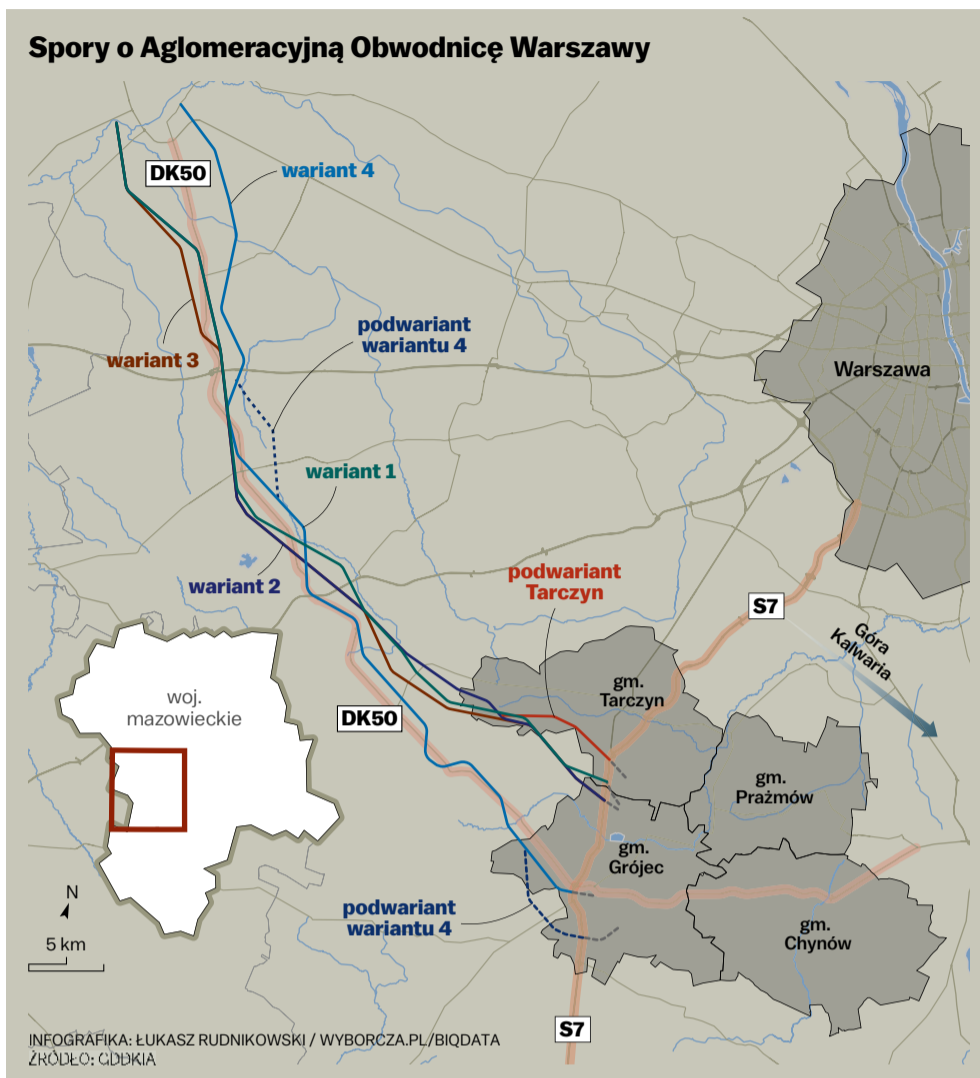 Spory o Aglomeracyjną Obwodnicę Warszawy
DK50
wariant 4
wariant 3
podwariant
wariantu 4
Warszawa
wariant 1
wariant 2
podwariant
Tarczyn
S7
Góra
Kalwaria
woj.
mazowieckie
gm.
Tarczyn
DK50
gm.
Prażmów
gm.
Grójec
podwariant
wariantu 4
gm.
Chynów
N
5 km
S7
INFOGRAFIKA: ŁUKASZ RUDNIKOWSKI / WYBORCZA.PL/BIQDATA
ŹRÓDŁO: GDDKIA